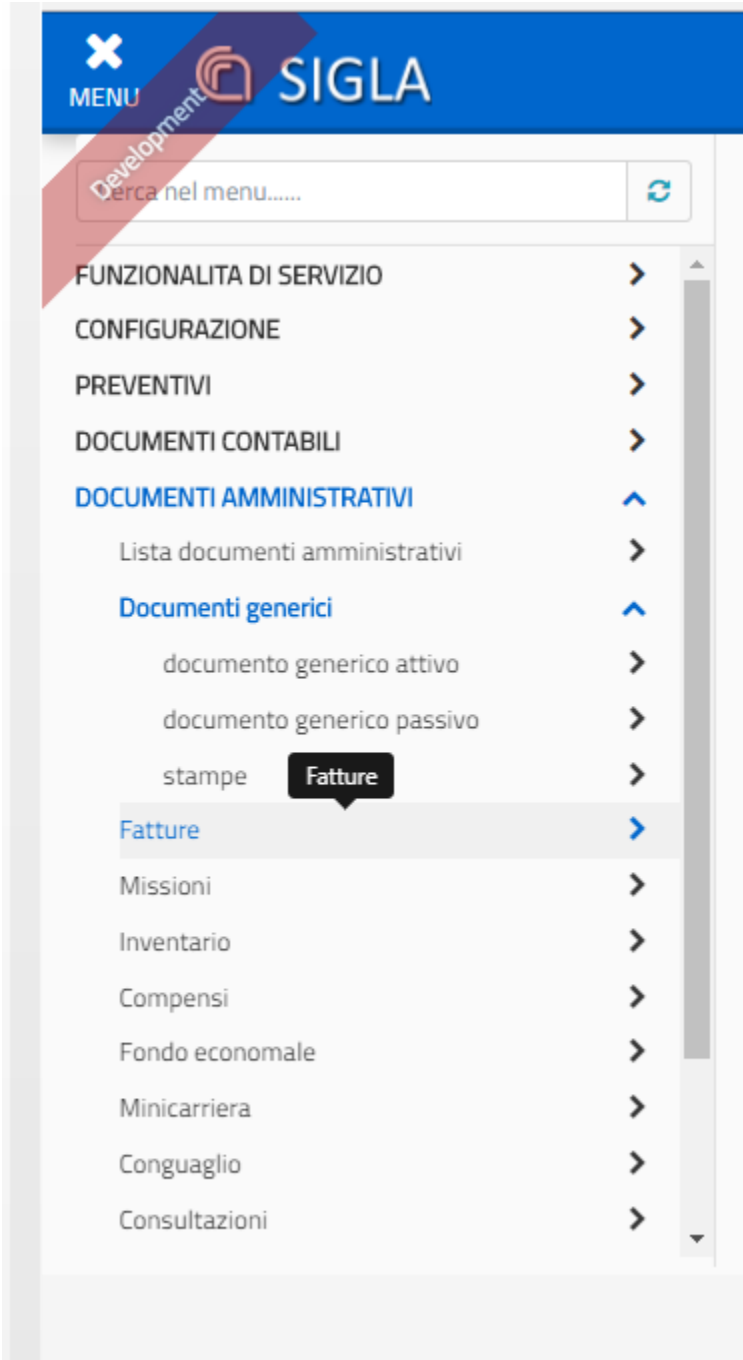 MENU
SIGLA
Development
Cerca nel menu......
FUNZIONALITA DI SERVIZIO
CONFIGURAZIONE
PREVENTIVI
DOCUMENTI CONTABILI
DOCUMENTI AMMINISTRATIVI
Lista documenti amministrativi
Documenti generici
documento generico attivo
documento generico passivo
stampe
Fatture
Fatture
Missioni
Inventario
Compensi
Fondo economale
Minicarriera
Conguaglio
Consultazioni